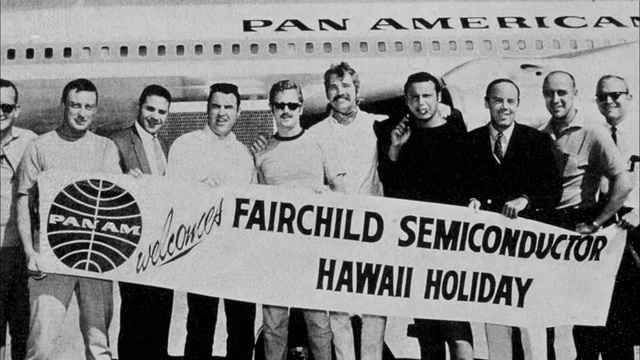 PAN AMERICAN
PAN AM
welcomes
FAIRCHILD SEMICONDUCTOR
HAWAII HOLIDAY